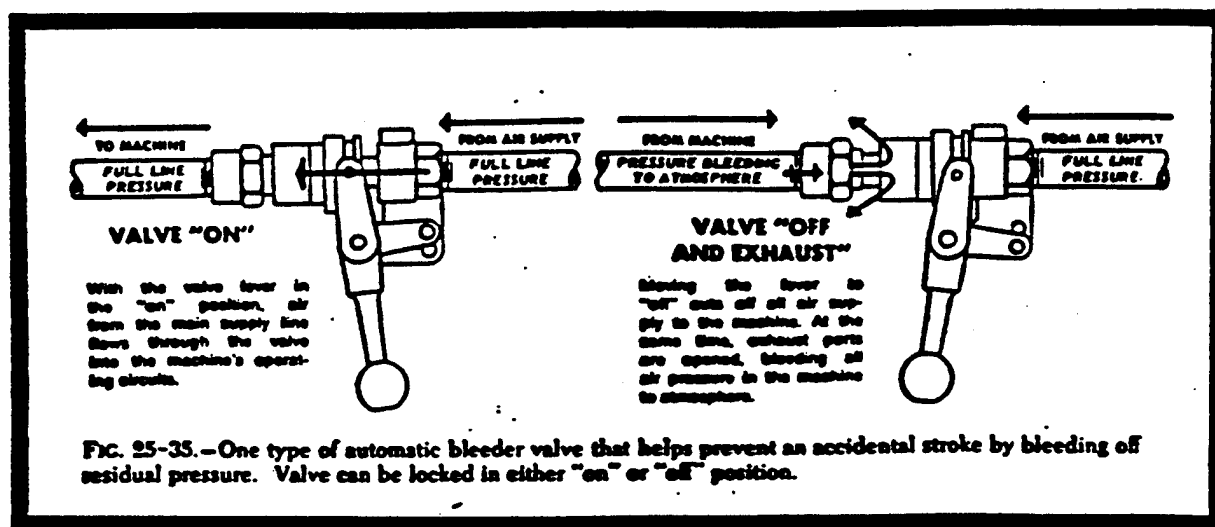 TO MACHINE
FULL LINE
PRESSURE
FROM AIR SUPPLY
FULL LINE
PRESSURE
VALVE "ON"
With the valve lever in
the "on" position, air
from the main supply line
flows through the valve
into the machine's operat-
ing circuits.
FROM MACHINE
PRESSURE BLEEDING
TO ATMOSPHERE
FROM AIR SUPPLY
FULL LINE
PRESSURE.
VALVE "OFF
AND EXHAUST"
Moving the lever to
"off" cuts off all air sup-
ply to the machine. At the
same time, exhaust ports
are opened, bleeding all
air pressure in the machine
to atmosphere.
FIG. 25-35.—One type of automatic bleeder valve that helps prevent an accidental stroke by bleeding off
residual pressure. Valve can be locked in either "on" or "off" position.